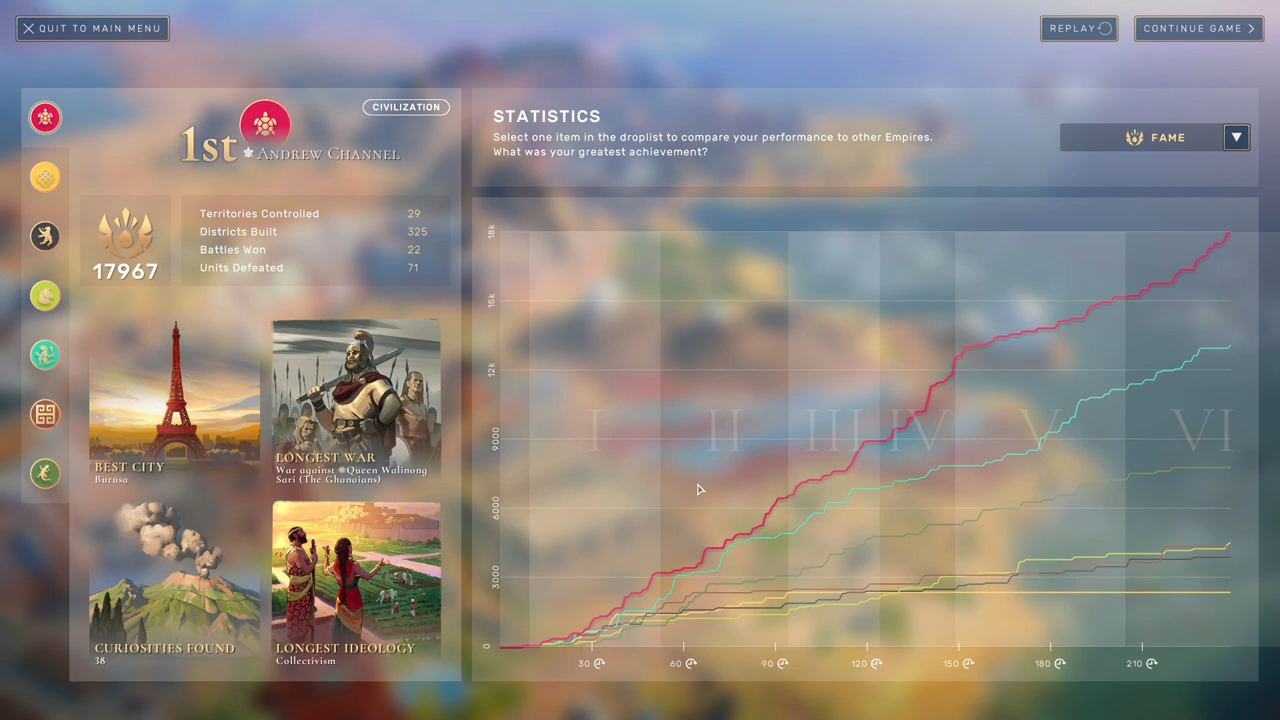 QUIT TO MAIN MENU
REPLAY
CONTINUE GAME
CIVILIZATION
1st
ANDREW CHANNEL
17967
Territories Controlled 29
Districts Built 325
Battles Won 22
Units Defeated 71
BEST CITY
Burusa
LONGEST WAR
War against Queen Walinong
Sari (The Ghanaians)
CURIOSITIES FOUND
38
LONGEST IDEOLOGY
Collectivism
STATISTICS
Select one item in the droplist to compare your performance to other Empires.
What was your greatest achievement?
FAME
18k
15k
12k
9000
6000
3000
0
I II III IV V VI
30 60 90 120 150 180 210